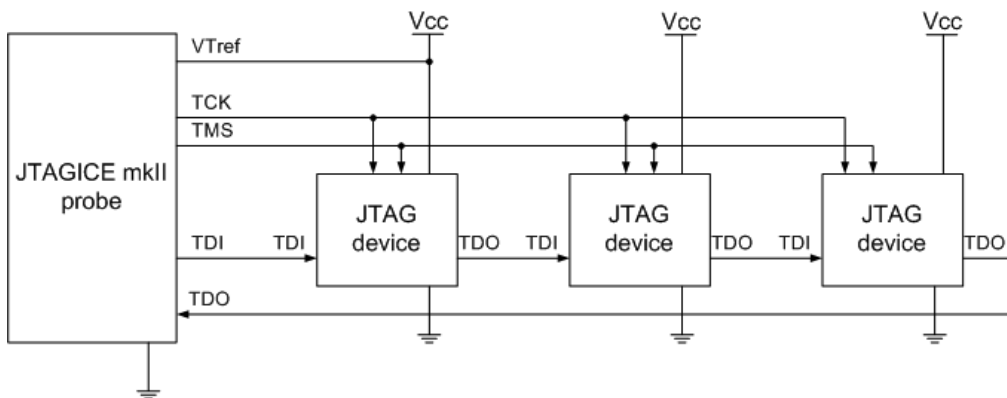 Vcc
Vcc
Vcc
VTref
TCK
TMS
JTAGICE mkII
probe
JTAG
device
JTAG
device
JTAG
device
TDI
TDI
TDO
TDI
TDO
TDI
TDO
TDO